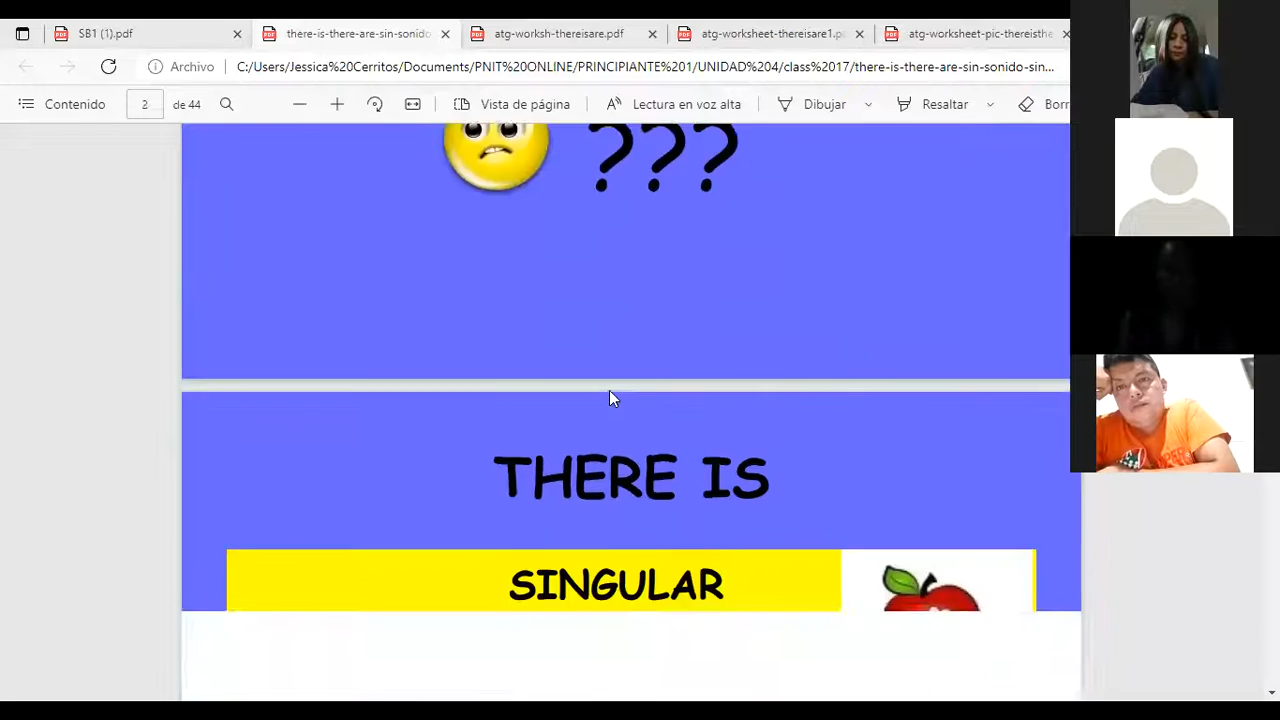 SB1 (1).pdf
there-is-there-are-sin-sonido-
atg-worksh-thereisare.pdf
atg-worksheet-thereisare1.p
atg-worksheet-pic-thereisthe
Archivo
C:/Users/Jessica%20Cerritos/Documents/PNIT%20ONLINE/PRINCIPIANTE%201/UNIDAD%204/class%2017/there-is-there-are-sin-sonido-sin...
Contenido
2
de 44
Vista de página
Lectura en voz alta
Dibujar
Resaltar
Borr
???
THERE IS
SINGULAR